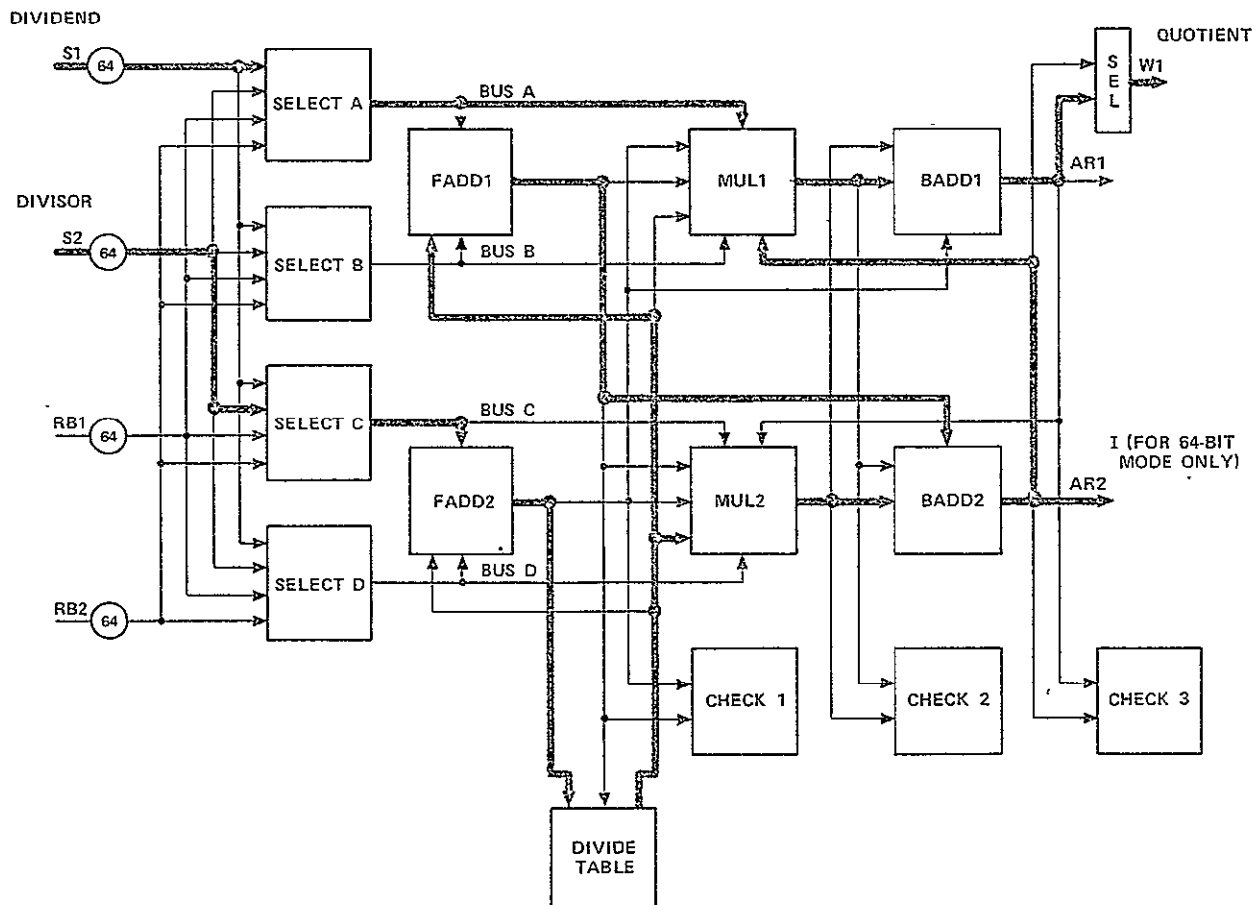 DIVIDEND
S1
64
SELECT A
BUS A
FADD1
MUL1
BADD1
SEL
QUOTIENT
W1
AR1
DIVISOR
S2
64
SELECT B
BUS B
RB1
64
SELECT C
BUS C
FADD2
MUL2
BADD2
I (FOR 64-BIT
MODE ONLY)
AR2
SELECT D
BUS D
RB2
64
CHECK 1
CHECK 2
CHECK 3
DIVIDE
TABLE